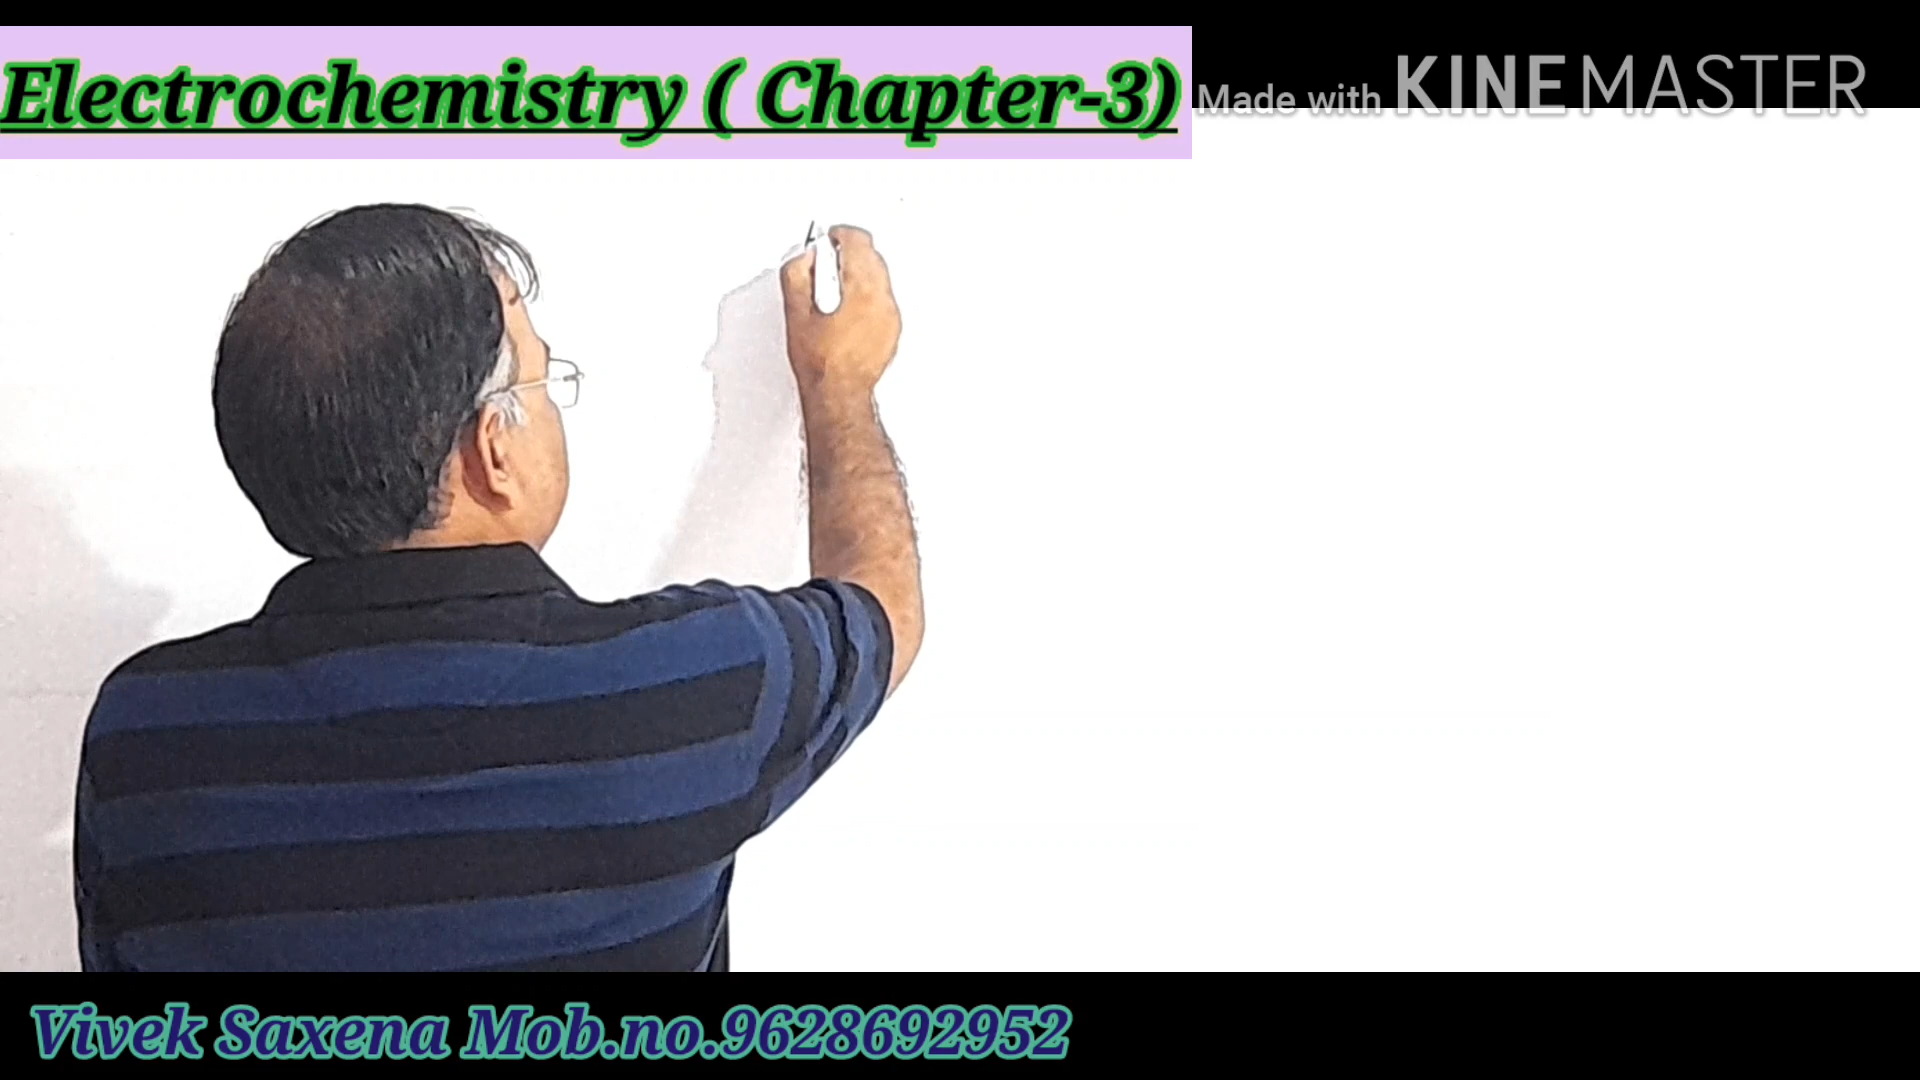 Electrochemistry ( Chapter-3)
Made with KINEMASTER
Vivek Saxena Mob.no.9628692952